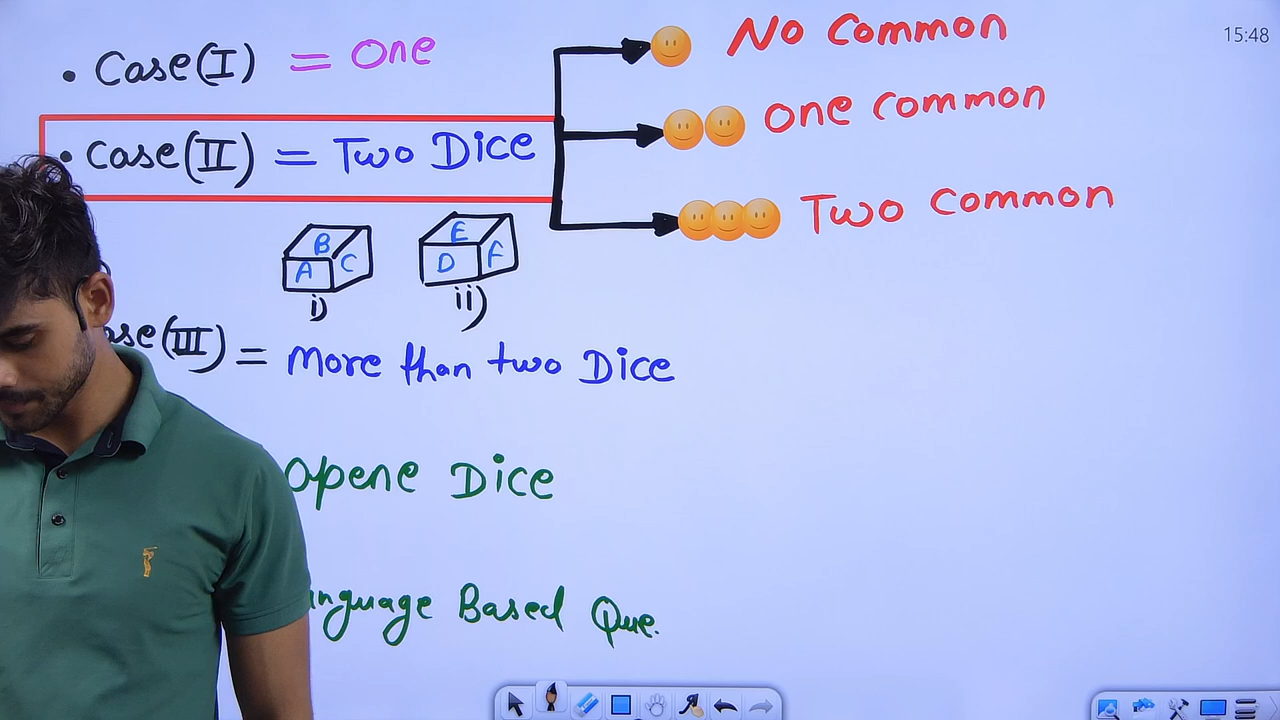 • Case(I) = One
No Common
15:48
one common
• Case(II) = Two Dice
Two Common
B
A C
i)
E
D F
ii)
ase(III) = More than two Dice
opene Dice
anguage Based Que.